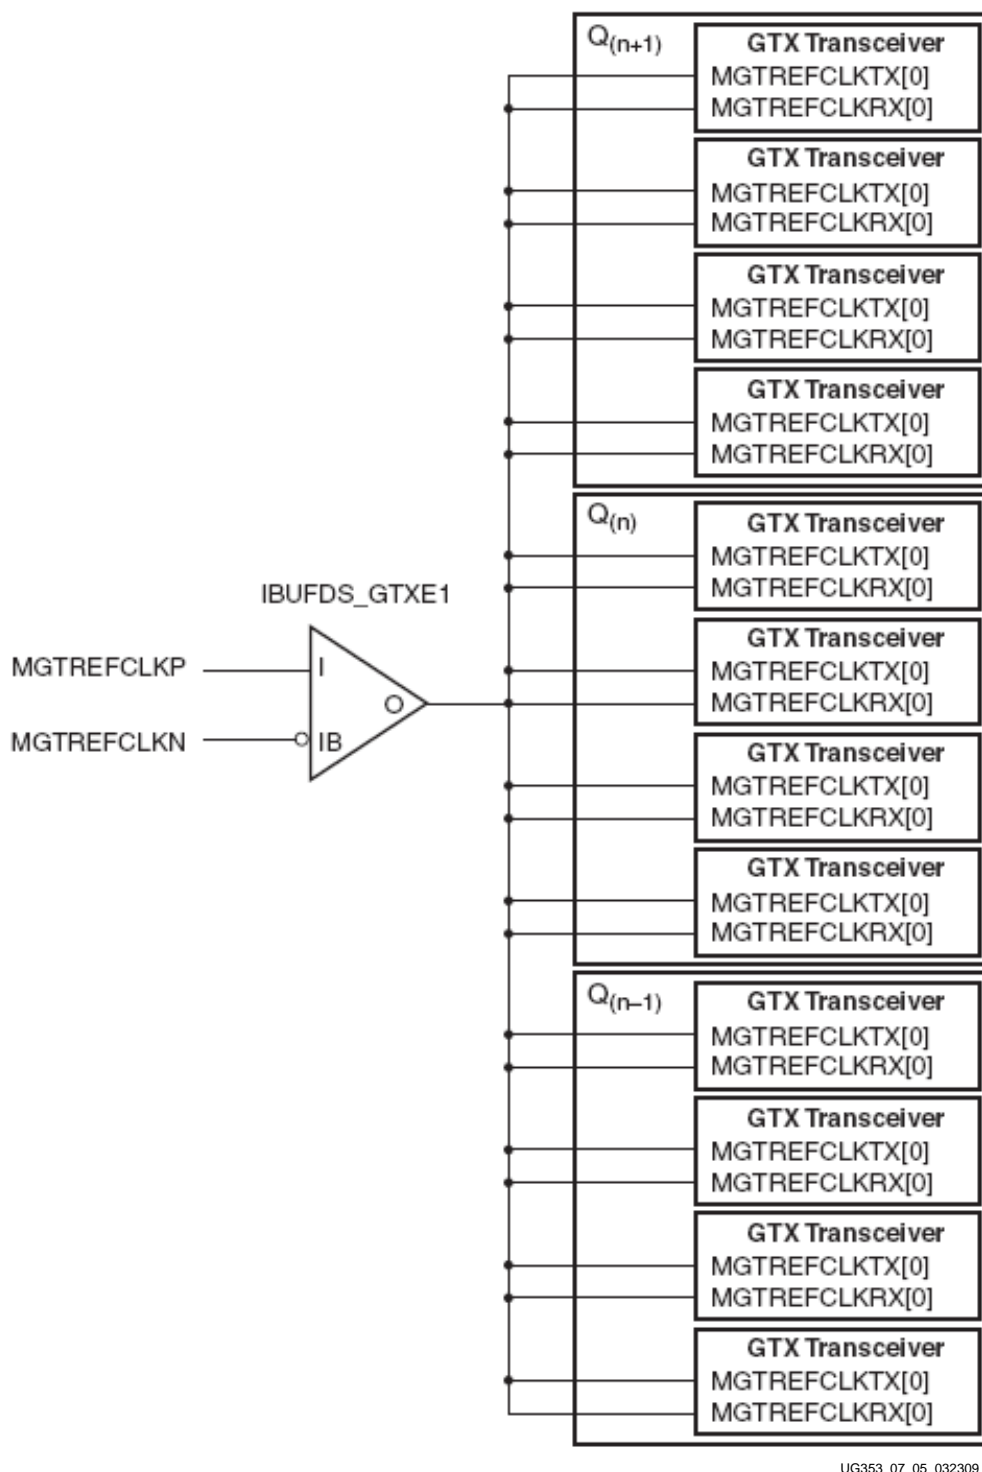 Q(n+1)
GTX Transceiver
MGTREFCLKTX[0]
MGTREFCLKRX[0]
GTX Transceiver
MGTREFCLKTX[0]
MGTREFCLKRX[0]
GTX Transceiver
MGTREFCLKTX[0]
MGTREFCLKRX[0]
GTX Transceiver
MGTREFCLKTX[0]
MGTREFCLKRX[0]
Q(n)
GTX Transceiver
MGTREFCLKTX[0]
MGTREFCLKRX[0]
GTX Transceiver
MGTREFCLKTX[0]
MGTREFCLKRX[0]
GTX Transceiver
MGTREFCLKTX[0]
MGTREFCLKRX[0]
GTX Transceiver
MGTREFCLKTX[0]
MGTREFCLKRX[0]
IBUFDS_GTXE1
MGTREFCLKP
I
O
MGTREFCLKN
IB
Q(n–1)
GTX Transceiver
MGTREFCLKTX[0]
MGTREFCLKRX[0]
GTX Transceiver
MGTREFCLKTX[0]
MGTREFCLKRX[0]
GTX Transceiver
MGTREFCLKTX[0]
MGTREFCLKRX[0]
GTX Transceiver
MGTREFCLKTX[0]
MGTREFCLKRX[0]
UG353_07_05_032309